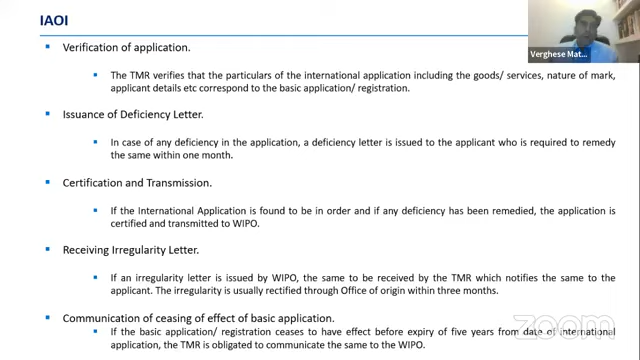 IAOI
Verification of application.
The TMR verifies that the particulars of the international application including the goods/ services, nature of mark,
applicant details etc correspond to the basic application/ registration.
Issuance of Deficiency Letter.
In case of any deficiency in the application, a deficiency letter is issued to the applicant who is required to remedy
the same within one month.
Certification and Transmission.
If the International Application is found to be in order and if any deficiency has been remedied, the application is
certified and transmitted to WIPO.
Receiving Irregularity Letter.
If an irregularity letter is issued by WIPO, the same to be received by the TMR which notifies the same to the
applicant. The irregularity is usually rectified through Office of origin within three months.
Communication of ceasing of effect of basic application.
If the basic application/ registration ceases to have effect before expiry of five years from date of international
application, the TMR is obligated to communicate the same to the WIPO.
Verghese Mat...
zoom